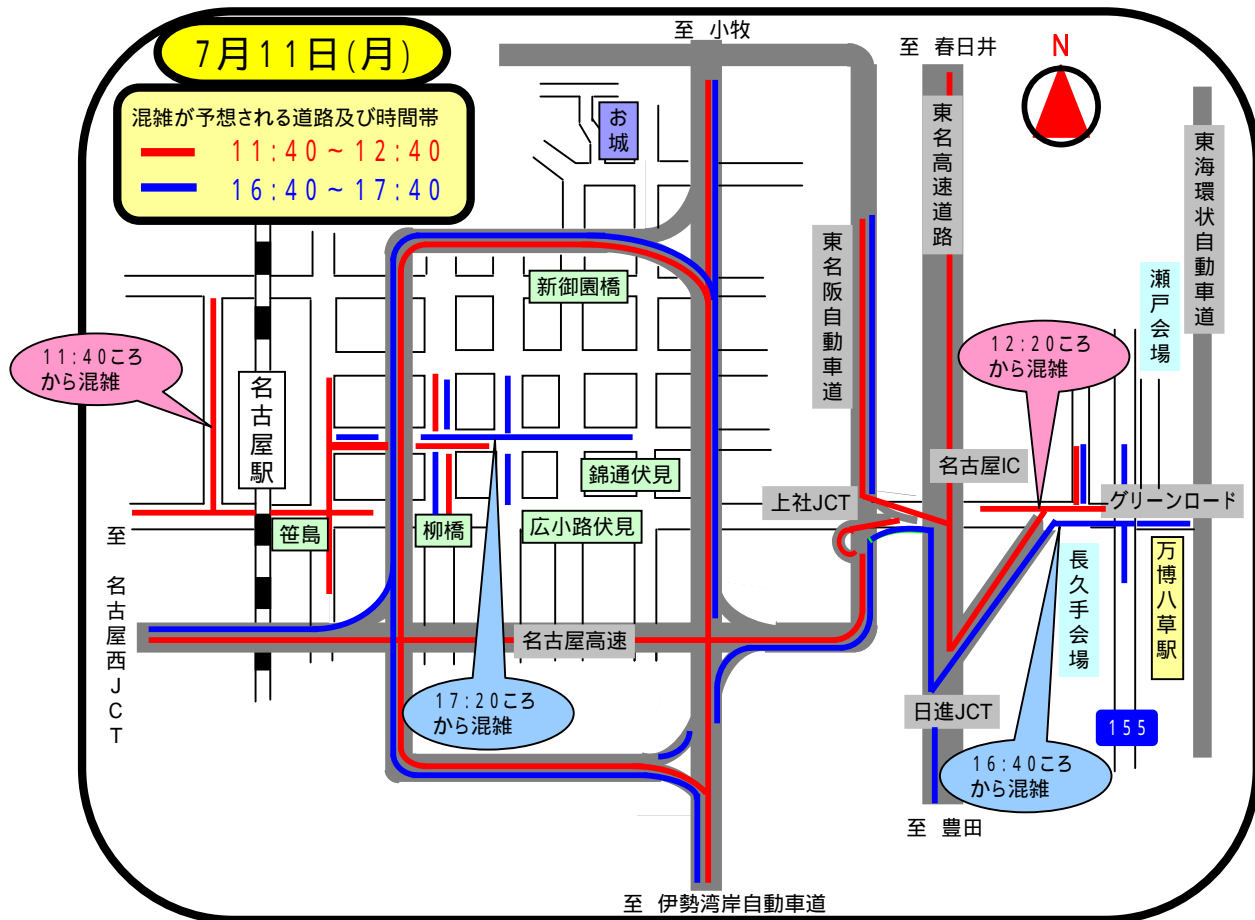 7月11日(月)
混雑が予想される道路及び時間帯
11:40～12:40
16:40～17:40
至 小牧
至 春日井
N
お城
東名高速道路
東海環状自動車道
東名阪自動車道
瀬戸会場
新御園橋
11:40ころ
から混雑
12:20ころ
から混雑
名古屋駅
名古屋IC
錦通伏見
上社JCT
グリーンロード
笹島
柳橋
広小路伏見
至 名古屋西JCT
万博八草駅
長久手会場
名古屋高速
17:20ころ
から混雑
日進JCT
155
16:40ころ
から混雑
至 豊田
至 伊勢湾岸自動車道